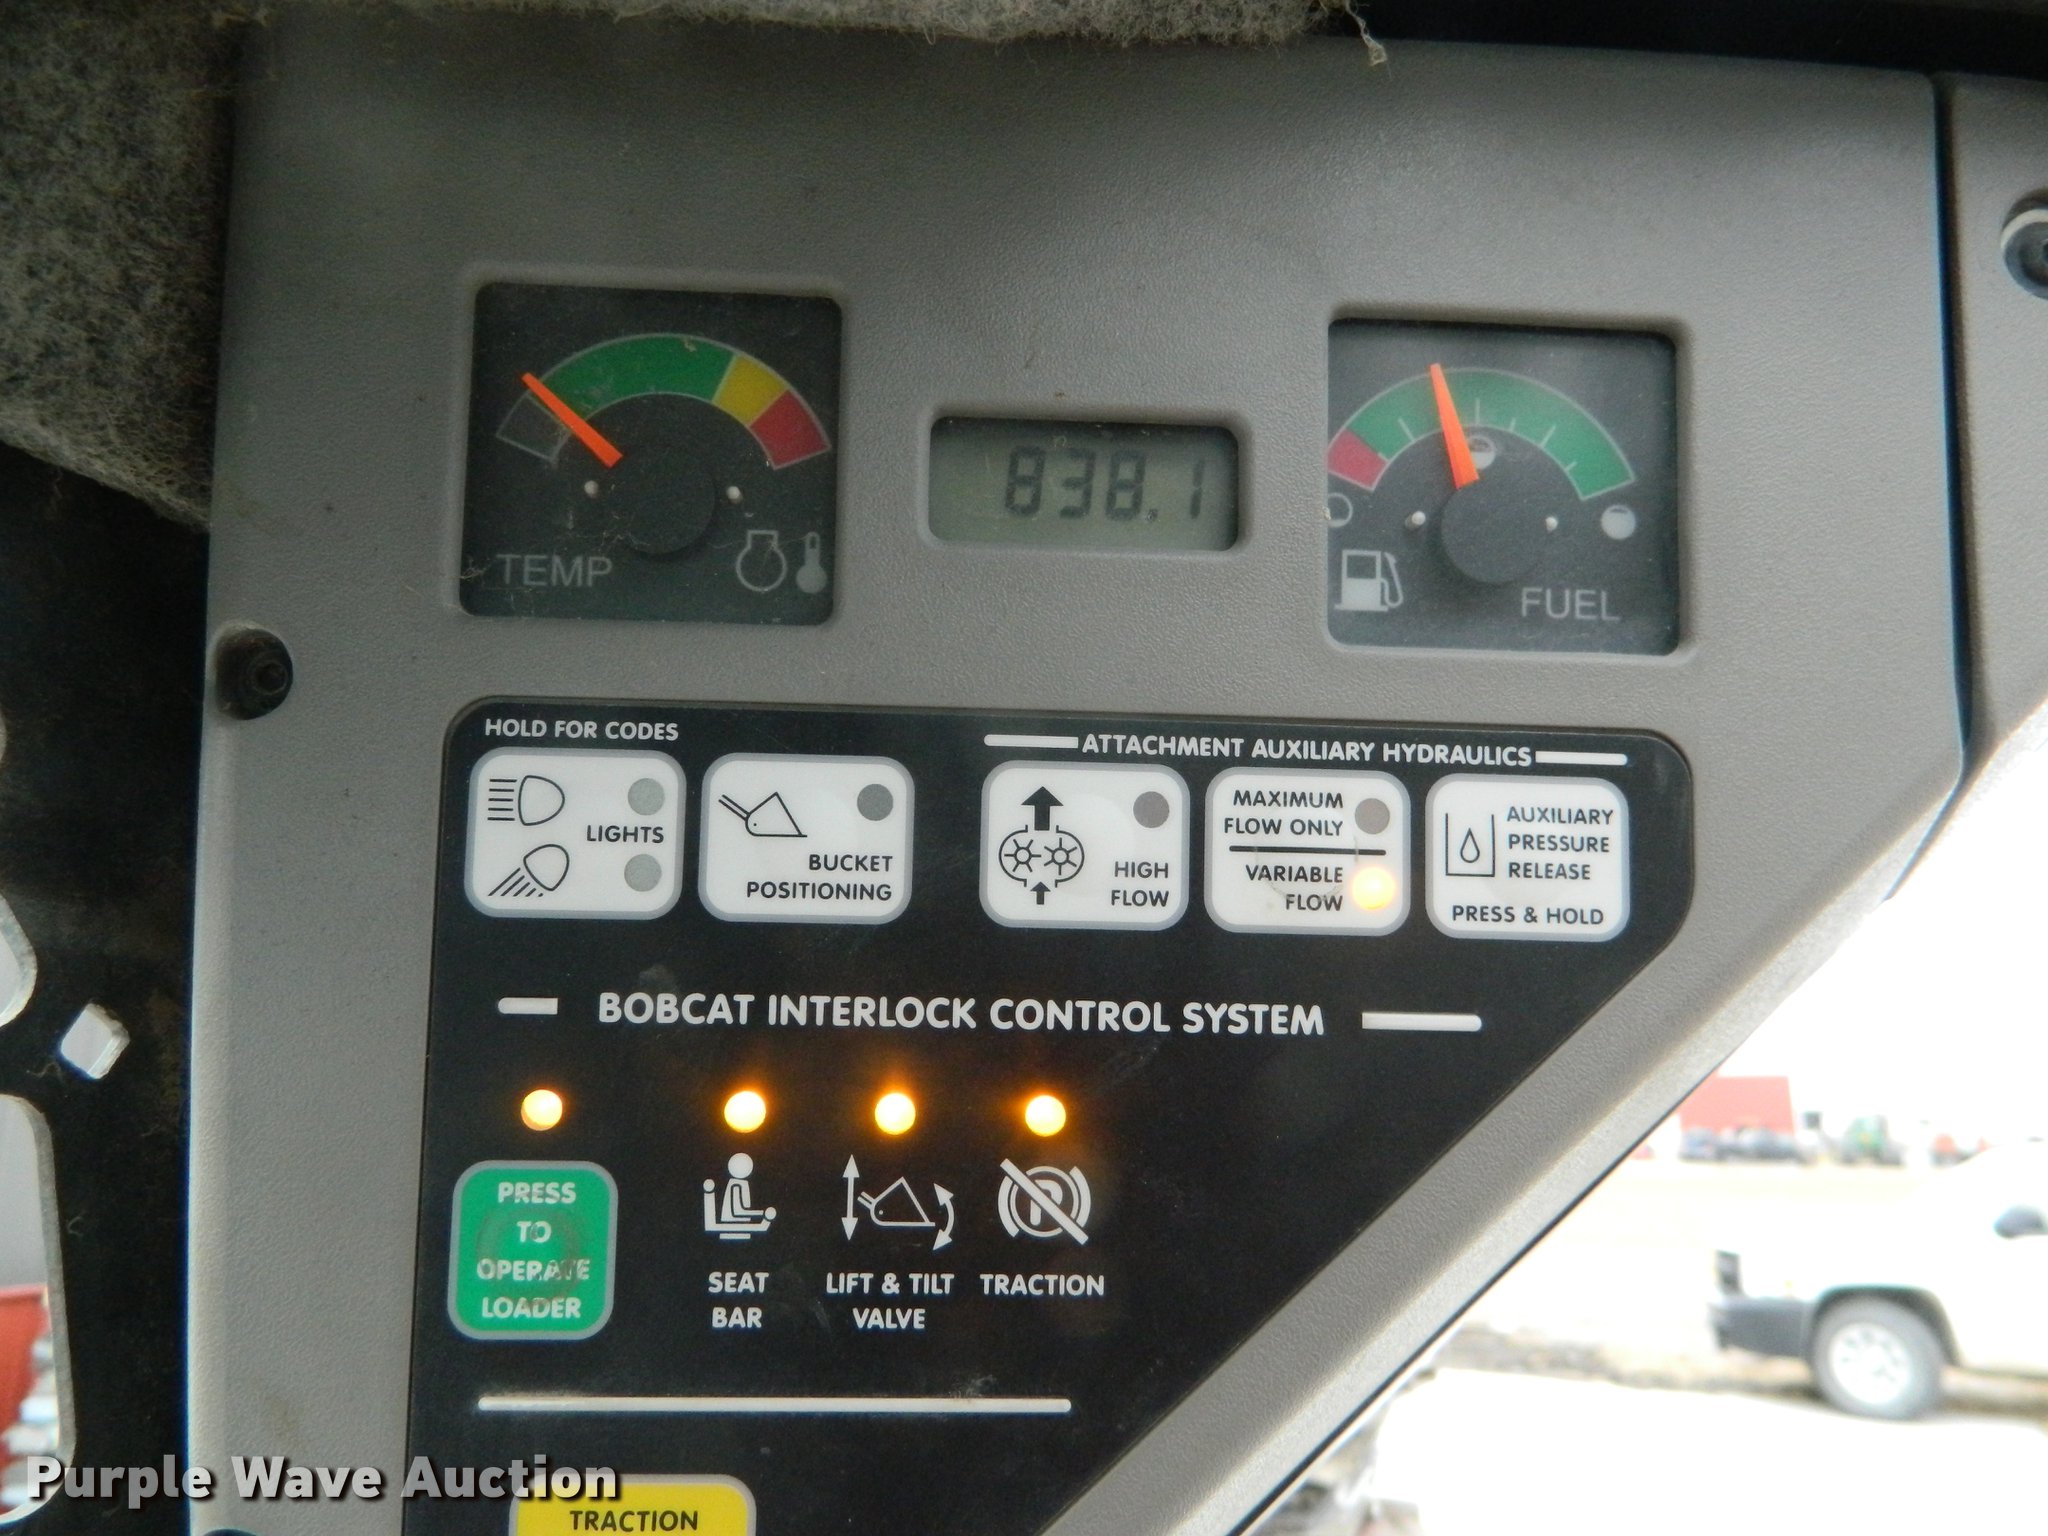 838.1
TEMP
FUEL
HOLD FOR CODES
ATTACHMENT AUXILIARY HYDRAULICS
LIGHTS
BUCKET
POSITIONING
HIGH
FLOW
MAXIMUM
FLOW ONLY
VARIABLE
FLOW
AUXILIARY
PRESSURE
RELEASE
PRESS & HOLD
BOBCAT INTERLOCK CONTROL SYSTEM
PRESS
TO
OPERATE
LOADER
SEAT
BAR
LIFT & TILT
VALVE
P
TRACTION
TRACTION
Purple Wave Auction